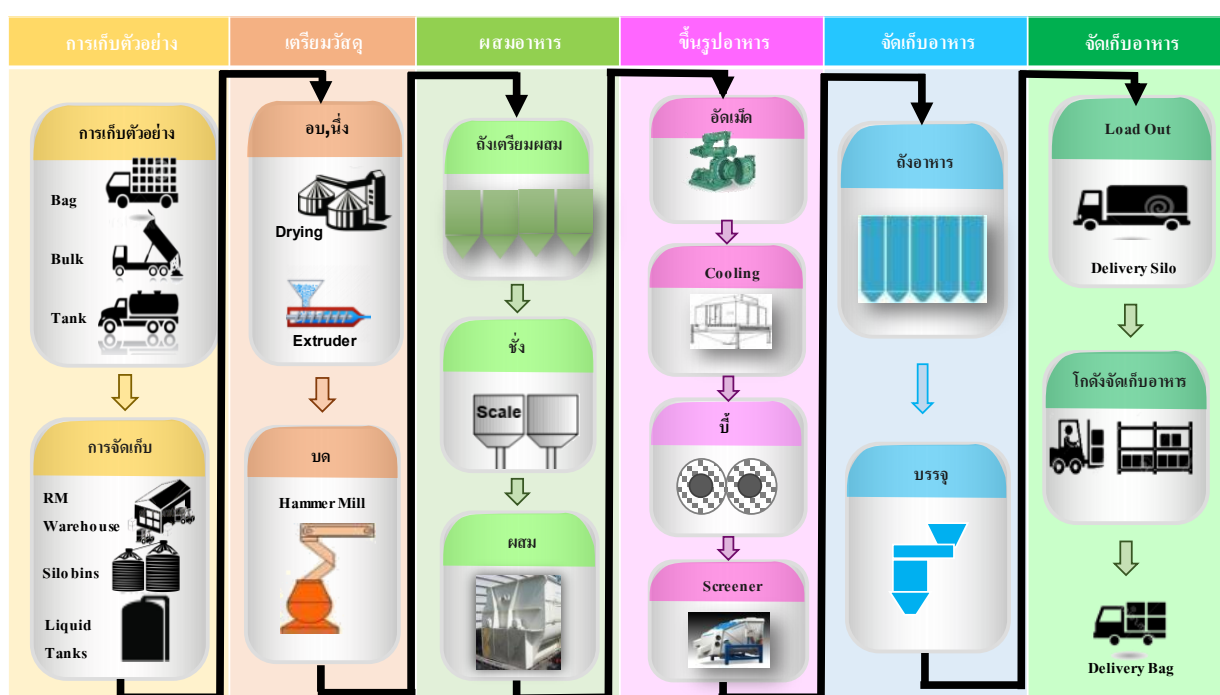 การเก็บตัวอย่าง
เตรียมวัสดุ
ผสมอาหาร
ขึ้นรูปอาหาร
จัดเก็บอาหาร
จัดเก็บอาหาร
การเก็บตัวอย่าง
Bag
Bulk
Tank
การจัดเก็บ
RM
Warehouse
Silo bins
Liquid
Tanks
อบ,นึ่ง
Drying
Extruder
บด
Hammer Mill
ถังเตรียมผสม
ชั่ง
Scale
ผสม
อัดเม็ด
Cooling
บี้
Screener
ถังอาหาร
บรรจุ
Load Out
Delivery Silo
โกดังจัดเก็บอาหาร
Delivery Bag